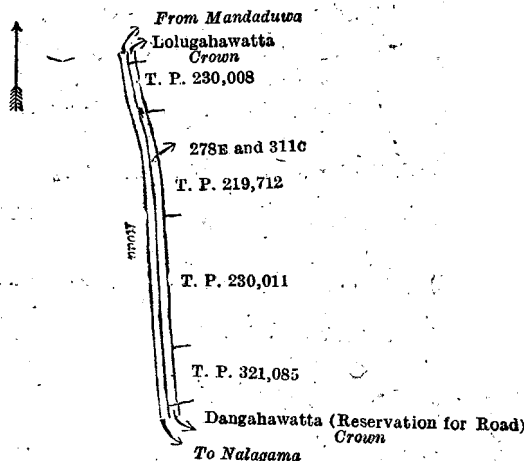 From Mandaduwa
Lolugahawatta
Crown
T. P. 230,008
278E and 311C
T. P. 219,712
T. P. 230,011
T. P. 321,085
Dangahawatta (Reservation for Road)
Crown
To Nalagama